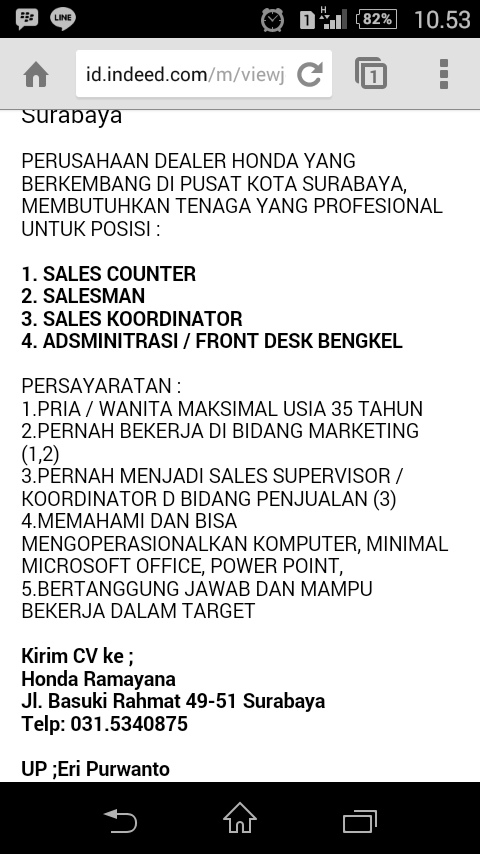 LINE
H
1
82%
10.53
id.indeed.com/m/viewj
1
Surabaya
PERUSAHAAN DEALER HONDA YANG
BERKEMBANG DI PUSAT KOTA SURABAYA,
MEMBUTUHKAN TENAGA YANG PROFESIONAL
UNTUK POSISI :
1. SALES COUNTER
2. SALESMAN
3. SALES KOORDINATOR
4. ADSMINITRASI / FRONT DESK BENGKEL
PERSAYARATAN :
1.PRIA / WANITA MAKSIMAL USIA 35 TAHUN
2.PERNAH BEKERJA DI BIDANG MARKETING
(1,2)
3.PERNAH MENJADI SALES SUPERVISOR /
KOORDINATOR D BIDANG PENJUALAN (3)
4.MEMAHAMI DAN BISA
MENGOPERASIONALKAN KOMPUTER, MINIMAL
MICROSOFT OFFICE, POWER POINT,
5.BERTANGGUNG JAWAB DAN MAMPU
BEKERJA DALAM TARGET
Kirim CV ke ;
Honda Ramayana
Jl. Basuki Rahmat 49-51 Surabaya
Telp: 031.5340875
UP ;Eri Purwanto